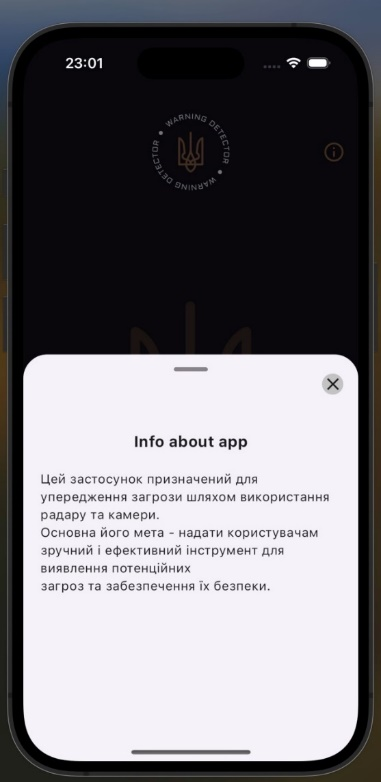 23:01
WARNING DETECTOR • WARNING DETECTOR •
Info about app
Цей застосунок призначений для
упередження загрози шляхом використання
радару та камери.
Основна його мета - надати користувачам
зручний і ефективний інструмент для
виявлення потенційних
загроз та забезпечення їх безпеки.